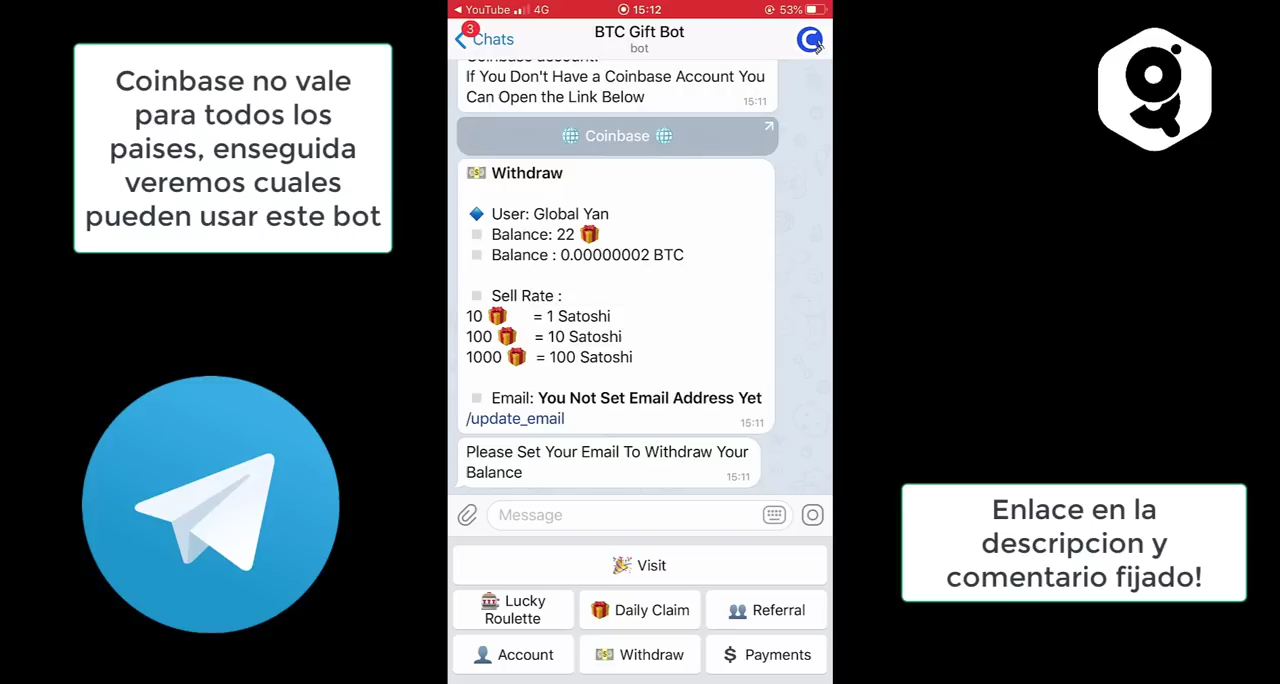 Coinbase no vale
para todos los
paises, enseguida
veremos cuales
pueden usar este bot
YouTube 4G 15:12 53%
3
Chats
BTC Gift Bot
bot
If You Don't Have a Coinbase Account You
Can Open the Link Below
15:11
Coinbase
Withdraw
User: Global Yan
Balance: 22
Balance : 0.00000002 BTC
Sell Rate :
10 = 1 Satoshi
100 = 10 Satoshi
1000 = 100 Satoshi
Email: You Not Set Email Address Yet
/update_email
15:11
Please Set Your Email To Withdraw Your
Balance
15:11
Message
Visit
Lucky
Roulette
Daily Claim
Referral
Account
Withdraw
$ Payments
Enlace en la
descripcion y
comentario fijado!